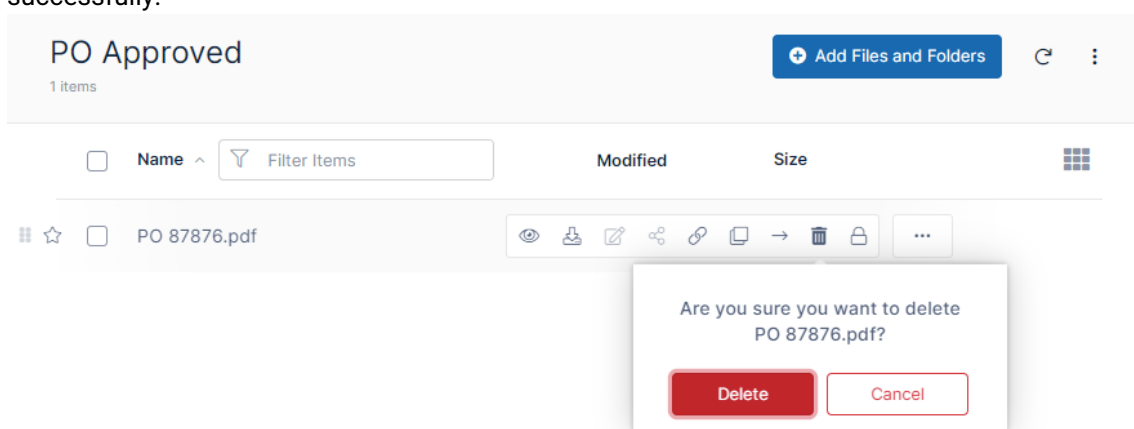 successfully.
PO Approved
Add Files and Folders
1 items
Name
Filter Items
Modified
Size
PO 87876.pdf
Are you sure you want to delete
PO 87876.pdf?
Delete
Cancel